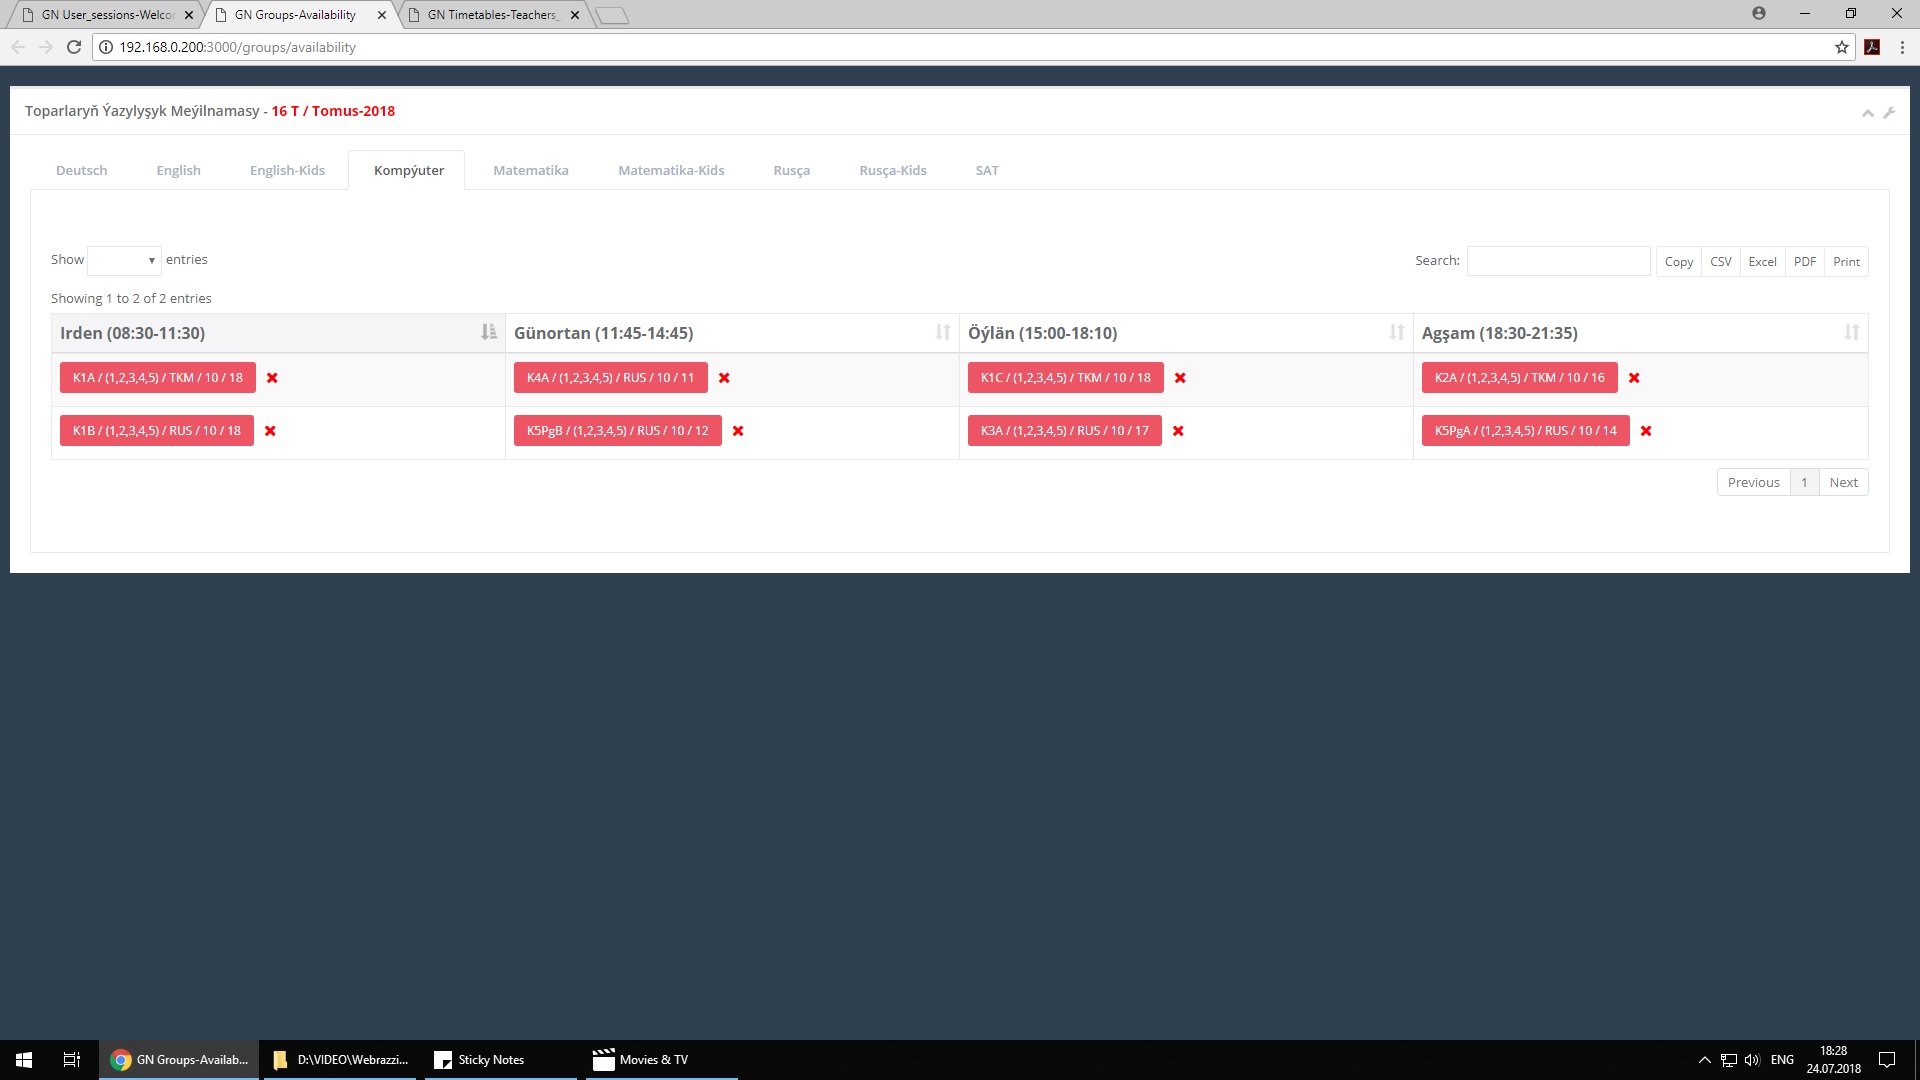 GN User_sessions-Welco
GN Groups-Availability
GN Timetables-Teachers_
192.168.0.200:3000/groups/availability
Toparlaryň Ýazylyşyk Meýilnamasy - 16 T / Tomus-2018
Deutsch English English-Kids Kompýuter Matematika Matematika-Kids Rusça Rusça-Kids SAT
Show entries Search: Copy CSV Excel PDF Print
Showing 1 to 2 of 2 entries
Irden (08:30-11:30) Günortan (11:45-14:45) Öýlän (15:00-18:10) Agşam (18:30-21:35)
K1A / (1,2,3,4,5) / TKM / 10 / 18 K4A / (1,2,3,4,5) / RUS / 10 / 11 K1C / (1,2,3,4,5) / TKM / 10 / 18 K2A / (1,2,3,4,5) / TKM / 10 / 16
K1B / (1,2,3,4,5) / RUS / 10 / 18 K5PgB / (1,2,3,4,5) / RUS / 10 / 12 K3A / (1,2,3,4,5) / RUS / 10 / 17 K5PgA / (1,2,3,4,5) / RUS / 10 / 14
Previous 1 Next
GN Groups-Availab... D:\VIDEO\Webrazzi... Sticky Notes Movies & TV ENG
18:28
24.07.2018